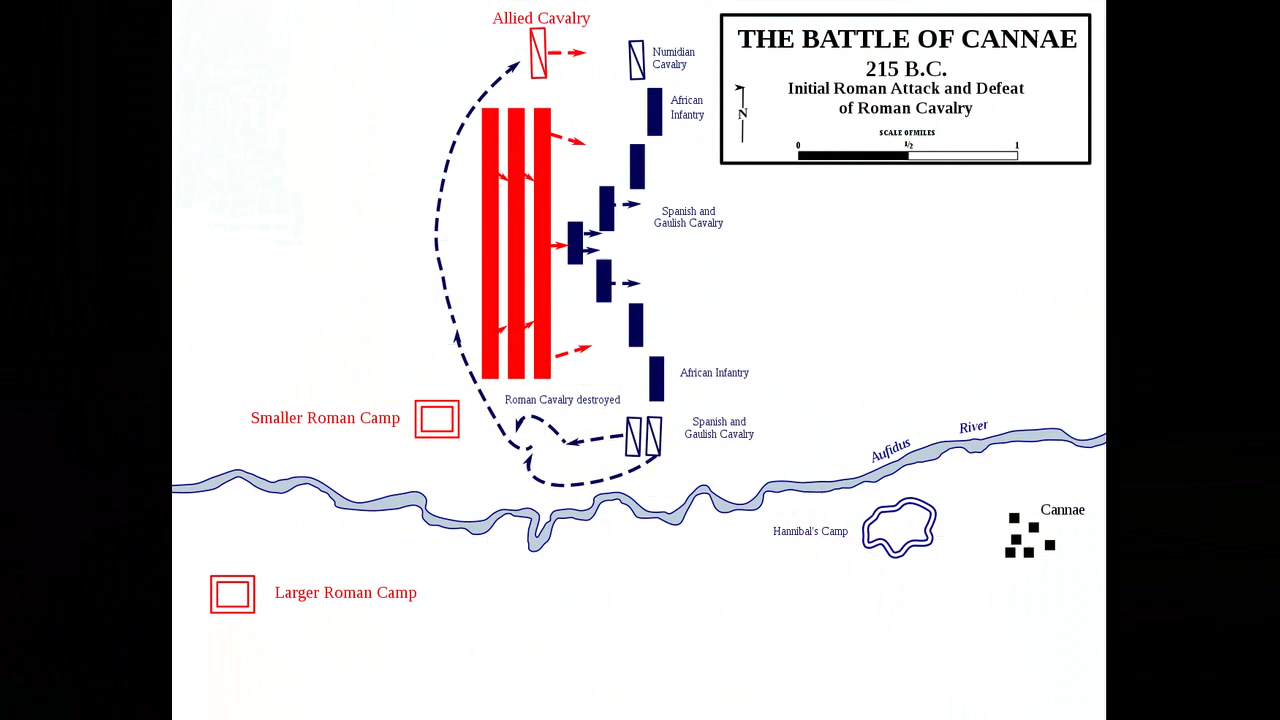 Allied Cavalry
THE BATTLE OF CANNAE
215 B.C.
Initial Roman Attack and Defeat
of Roman Cavalry
N
SCALE OF MILES
0 1/2 1
Numidian
Cavalry
African
Infantry
Spanish and
Gaulish Cavalry
African Infantry
Roman Cavalry destroyed
Smaller Roman Camp
Spanish and
Gaulish Cavalry
Aufidus River
Hannibal's Camp
Cannae
Larger Roman Camp